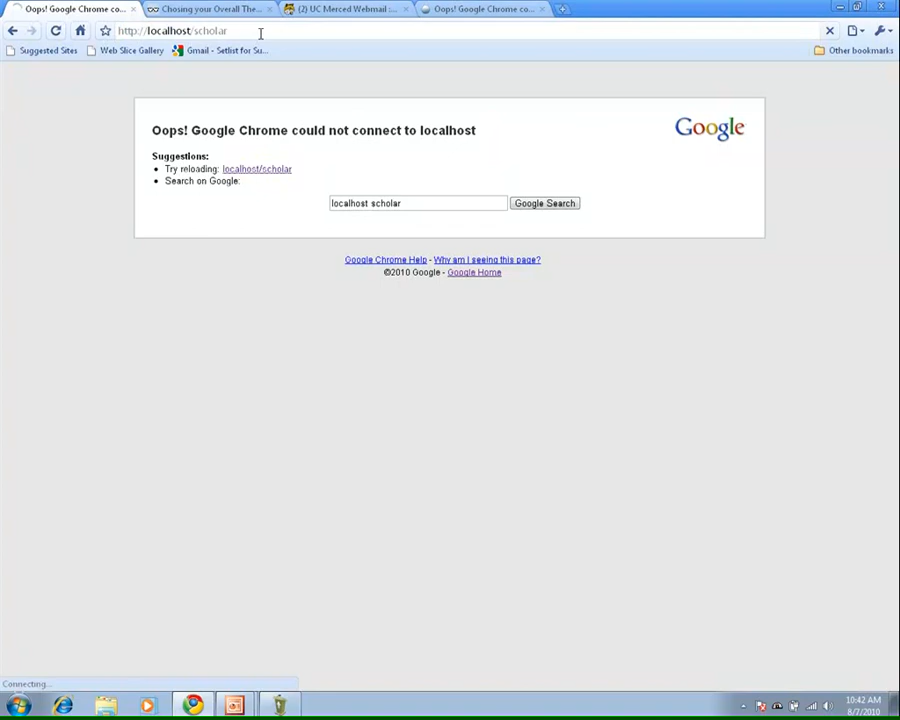 Oops! Google Chrome co...
Chosing your Overall The...
(2) UC Merced Webmail :...
Oops! Google Chrome co...
http://localhost/scholar
Suggested Sites
Web Slice Gallery
Gmail - Setlist for Su...
Other bookmarks
Oops! Google Chrome could not connect to localhost
Google
Suggestions:
Try reloading: localhost/scholar
Search on Google:
localhost scholar
Google Search
Google Chrome Help - Why am I seeing this page?
©2010 Google - Google Home
Connecting...
10:42 AM
8/7/2010